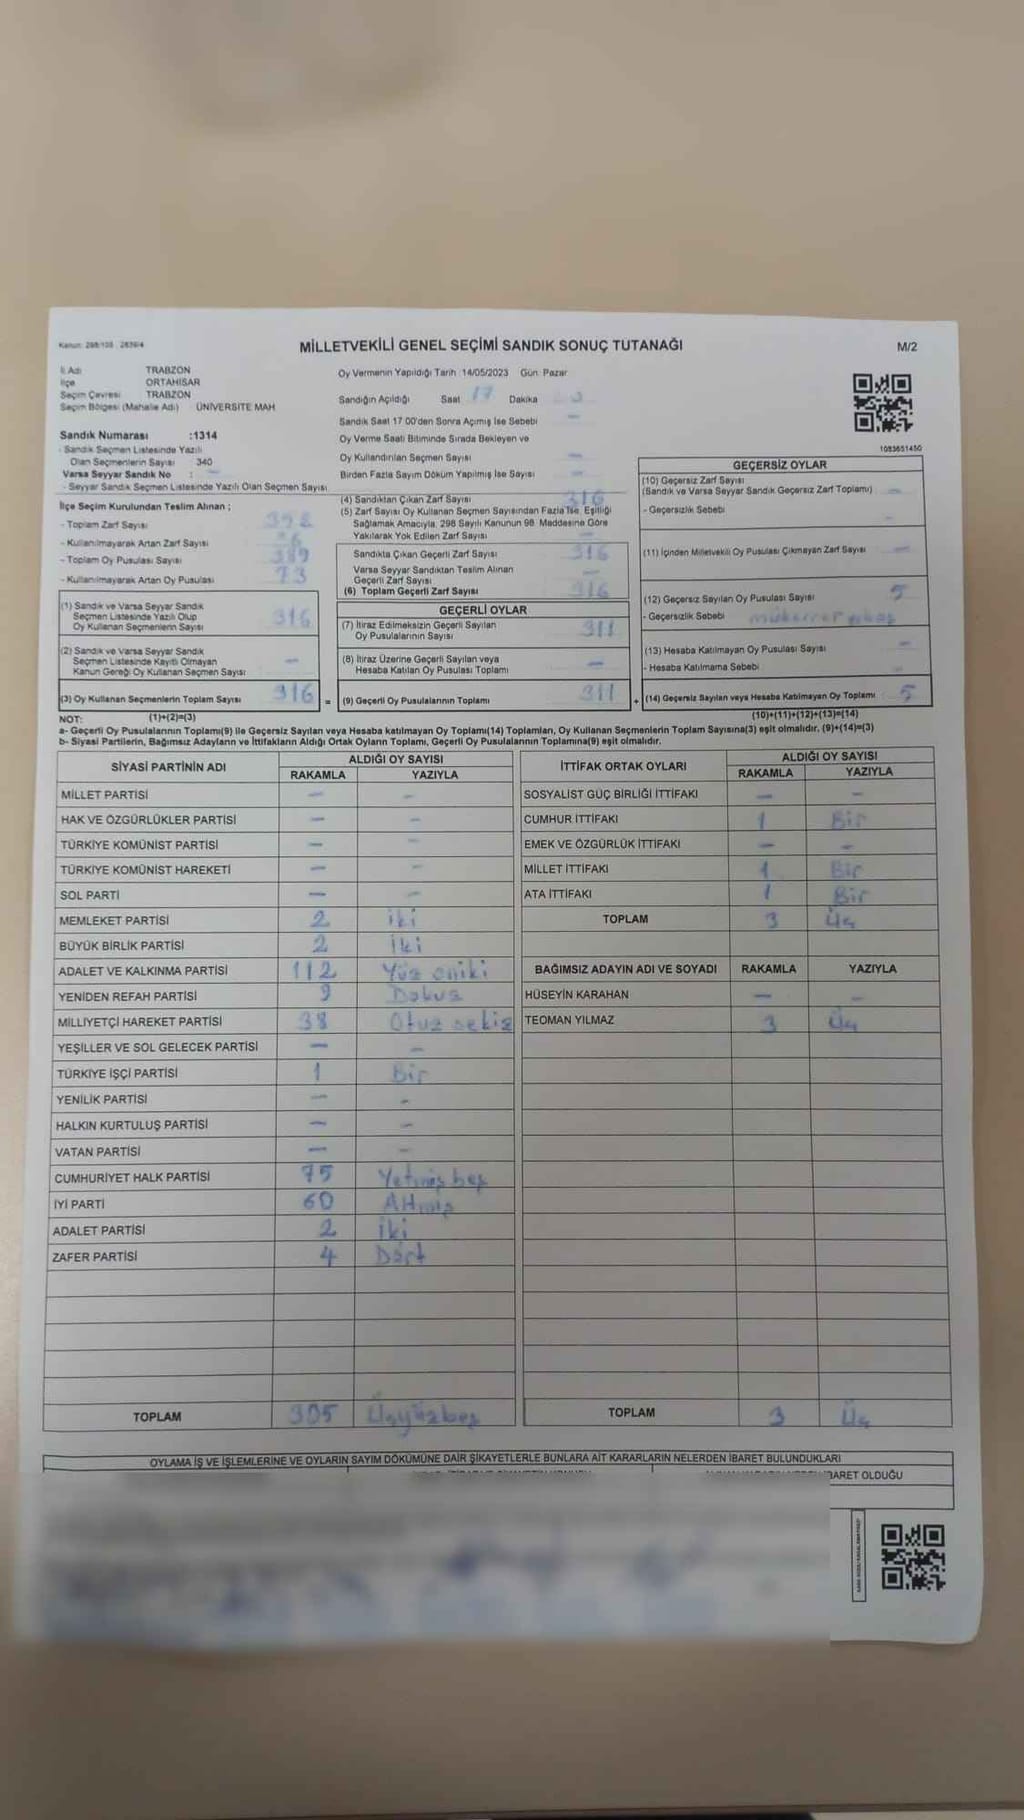 Kanun: 298/105 - 2839/4
MİLLETVEKİLİ GENEL SEÇİMİ SANDIK SONUÇ TUTANAĞI
M/2
İl Adı TRABZON
İlçe ORTAHİSAR
Seçim Çevresi TRABZON
Seçim Bölgesi (Mahalle Adı) ÜNİVERSİTE MAH
Sandık Numarası :1314
- Sandık Seçmen Listesinde Yazılı
Olan Seçmenlerin Sayısı 340
Varsa Seyyar Sandık No : -
- Seyyar Sandık Seçmen Listesinde Yazılı Olan Seçmen Sayısı
Oy Vermenin Yapıldığı Tarih :14/05/2023 Gün: Pazar
Sandığın Açıldığı Saat 17 Dakika
Sandık Saat 17.00'den Sonra Açımış İse Sebebi -
Oy Verme Saati Bitiminde Sırada Bekleyen ve
Oy Kullandırılan Seçmen Sayısı -
Birden Fazla Sayım Döküm Yapılmış İse Sayısı -
1083651450
İlçe Seçim Kurulundan Teslim Alınan ;
- Toplam Zarf Sayısı
- Kullanılmayarak Artan Zarf Sayısı
- Toplam Oy Pusulası Sayısı 389
- Kullanılmayarak Artan Oy Pusulası 73
(1) Sandık ve Varsa Seyyar Sandık
Seçmen Listesinde Yazılı Olup
Oy Kullanan Seçmenlerin Sayısı 316
(2) Sandık ve Varsa Seyyar Sandık
Seçmen Listesinde Kayıtlı Olmayan
Kanun Gereği Oy Kullanan Seçmen Sayısı -
(3) Oy Kullanan Seçmenlerin Toplam Sayısı 316 =
(4) Sandıktan Çıkan Zarf Sayısı 316
(5) Zarf Sayısı Oy Kullanan Seçmen Sayısından Fazla İse, Eşitliği
Sağlamak Amacıyla, 298 Sayılı Kanunun 98. Maddesine Göre
Yakılarak Yok Edilen Zarf Sayısı -
Sandıkta Çıkan Geçerli Zarf Sayısı 316
Varsa Seyyar Sandıktan Teslim Alınan
Geçerli Zarf Sayısı -
(6) Toplam Geçerli Zarf Sayısı 316
GEÇERLİ OYLAR
(7) İtiraz Edilmeksizin Geçerli Sayılan
Oy Pusulalarının Sayısı 311
(8) İtiraz Üzerine Geçerli Sayılan veya
Hesaba Katılan Oy Pusulası Toplamı -
(9) Geçerli Oy Pusulalarının Toplamı 311 +
GEÇERSİZ OYLAR
(10) Geçersiz Zarf Sayısı
(Sandık ve Varsa Seyyar Sandık Geçersiz Zarf Toplamı) -
- Geçersizlik Sebebi -
(11) İçinden Milletvekili Oy Pusulası Çıkmayan Zarf Sayısı -
(12) Geçersiz Sayılan Oy Pusulası Sayısı 5
- Geçersizlik Sebebi mükerrer
(13) Hesaba Katılmayan Oy Pusulası Sayısı -
- Hesaba Katılmama Sebebi -
(14) Geçersiz Sayılan veya Hesaba Katılmayan Oy Toplamı 5
NOT: (1)+(2)=(3)
(10)+(11)+(12)+(13)=(14)
a- Geçerli Oy Pusulalarının Toplamı(9) ile Geçersiz Sayılan veya Hesaba katılmayan Oy Toplamı(14) Toplamları, Oy Kullanan Seçmenlerin Toplam Sayısına(3) eşit olmalıdır. (9)+(14)=(3)
b- Siyasi Partilerin, Bağımsız Adayların ve İttifakların Aldığı Ortak Oyların Toplamı, Geçerli Oy Pusulalarının Toplamına(9) eşit olmalıdır.
SİYASİ PARTİNİN ADI ALDIĞI OY SAYISI
RAKAMLA YAZIYLA
MİLLET PARTİSİ - -
HAK VE ÖZGÜRLÜKLER PARTİSİ - -
TÜRKİYE KOMÜNİST PARTİSİ - -
TÜRKİYE KOMÜNİST HAREKETİ - -
SOL PARTİ - -
MEMLEKET PARTİSİ 2 iki
BÜYÜK BİRLİK PARTİSİ 2 İki
ADALET VE KALKINMA PARTİSİ 112 Yüz oniki
YENİDEN REFAH PARTİSİ 9 Dokuz
MİLLİYETÇİ HAREKET PARTİSİ 38 Otuz sekiz
YEŞİLLER VE SOL GELECEK PARTİSİ - -
TÜRKİYE İŞÇİ PARTİSİ 1 Bir
YENİLİK PARTİSİ - -
HALKIN KURTULUŞ PARTİSİ - -
VATAN PARTİSİ - -
CUMHURİYET HALK PARTİSİ 75 Yetmiş beş
İYİ PARTİ 60 Altmış
ADALET PARTİSİ 2 İki
ZAFER PARTİSİ 4 Dört
TOPLAM 305 Üçyüzbeş
İTTİFAK ORTAK OYLARI ALDIĞI OY SAYISI
RAKAMLA YAZIYLA
SOSYALİST GÜÇ BİRLİĞİ İTTİFAKI - -
CUMHUR İTTİFAKI 1 Bir
EMEK VE ÖZGÜRLÜK İTTİFAKI - -
MİLLET İTTİFAKI 1 Bir
ATA İTTİFAKI 1 Bir
TOPLAM 3 Üç
BAĞIMSIZ ADAYIN ADI VE SOYADI RAKAMLA YAZIYLA
HÜSEYİN KARAHAN - -
TEOMAN YILMAZ 3 Üç
TOPLAM 3 Üç
OYLAMA İŞ VE İŞLEMLERİNE VE OYLARIN SAYIM DÖKÜMÜNE DAİR ŞİKAYETLERLE BUNLARA AİT KARARLARIN NELERDEN İBARET BULUNDUKLARI
BARET OLDUĞU